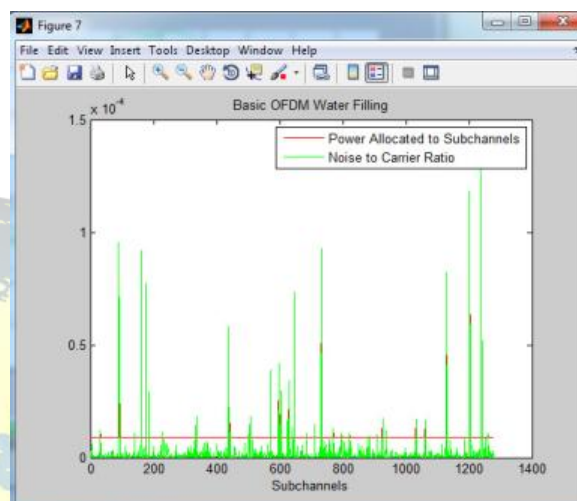 Figure 7
File Edit View Insert Tools Desktop Window Help
Basic OFDM Water Filling
x 10^-4
Power Allocated to Subchannels
Noise to Carrier Ratio
1.5
1
0.5
0
0 200 400 600 800 1000 1200 1400
Subchannels